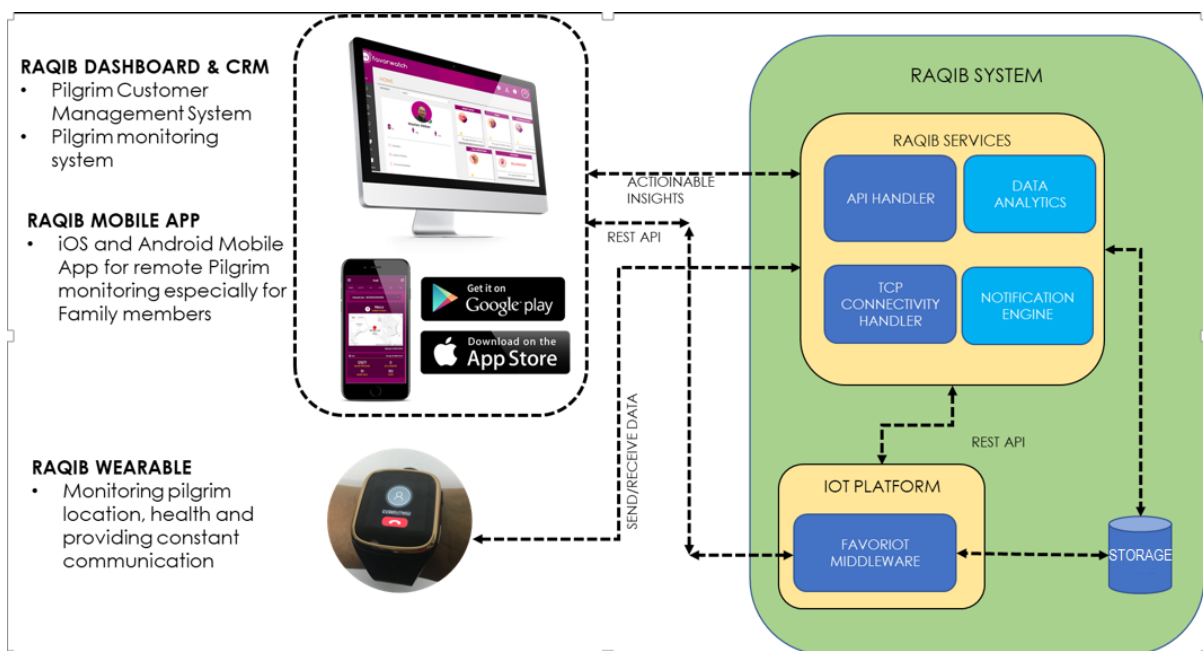 RAQIB DASHBOARD & CRM
• Pilgrim Customer
Management System
• Pilgrim monitoring
system
RAQIB MOBILE APP
• iOS and Android Mobile
App for remote Pilgrim
monitoring especially for
Family members
RAQIB WEARABLE
• Monitoring pilgrim
location, health and
providing constant
communication
favorwatch
HOME
Get it on
Google play
Download on the
App Store
ACTIOINABLE
INSIGHTS
REST API
SEND/RECEIVE DATA
RAQIB SYSTEM
RAQIB SERVICES
API HANDLER
DATA
ANALYTICS
TCP
CONNECTIVITY
HANDLER
NOTIFICATION
ENGINE
REST API
IOT PLATFORM
FAVORIOT
MIDDLEWARE
STORAGE